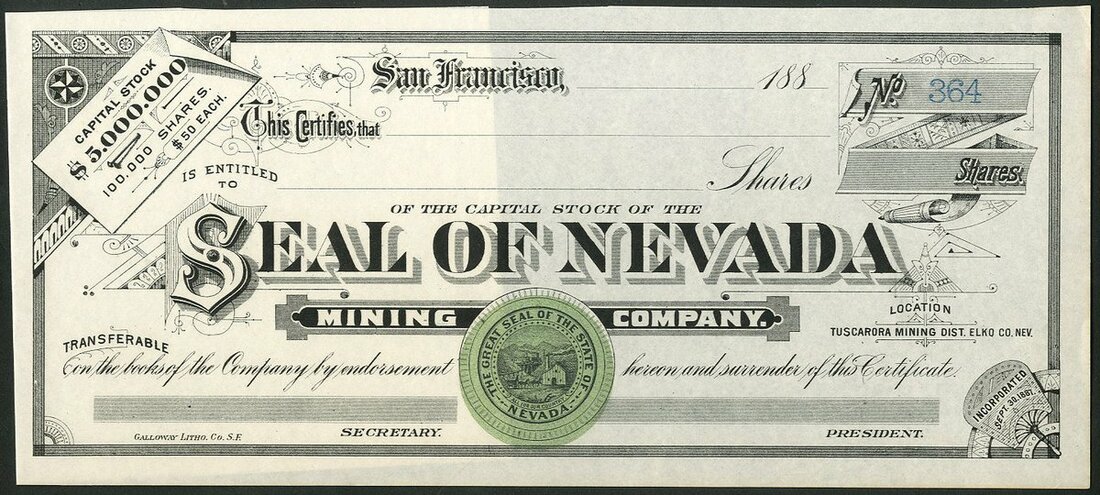 CAPITAL STOCK
$5.000.000
100.000 SHARES.
$50 EACH.
San Francisco, 188
No. 364
This Certifies, that
IS ENTITLED
TO
Shares
Shares.
OF THE CAPITAL STOCK OF THE
SEAL OF NEVADA
MINING COMPANY.
THE GREAT SEAL OF THE STATE OF
NEVADA.
LOCATION
TUSCARORA MINING DIST. ELKO CO, NEV.
TRANSFERABLE
on the books of the Company by endorsement hereon and surrender of this Certificate.
INCORPORATED
SEPT. 30, 1887.
GALLOWAY LITHO. CO. S.F.
SECRETARY.
PRESIDENT.